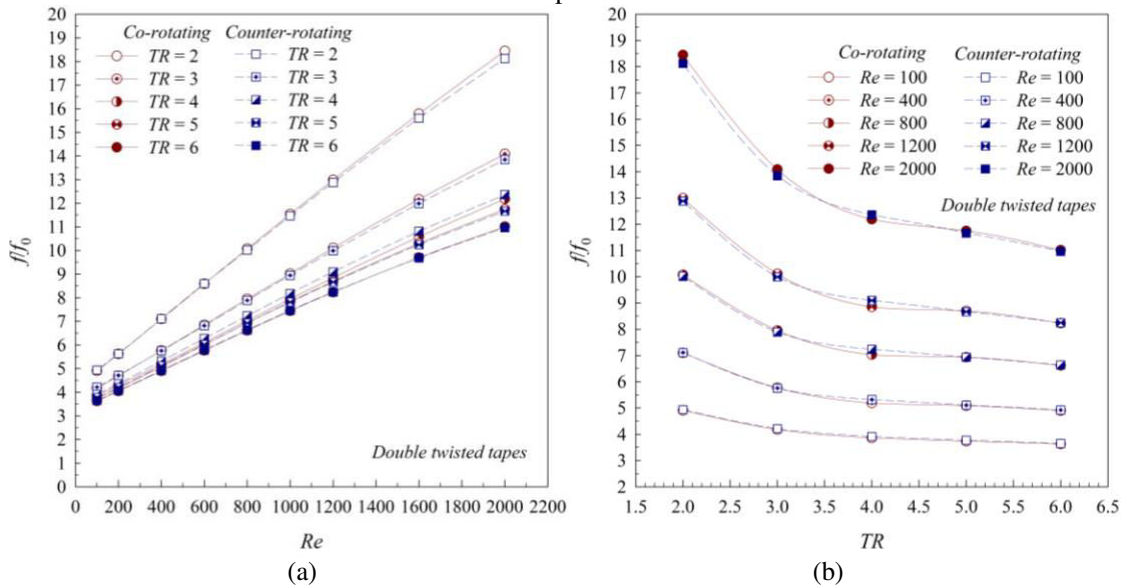 20
19
18
17
16
15
14
13
12
11
10
9
8
7
6
5
4
3
2
1
0
f/f0
Co-rotating Counter-rotating
TR = 2 TR = 2
TR = 3 TR = 3
TR = 4 TR = 4
TR = 5 TR = 5
TR = 6 TR = 6
Double twisted tapes
0 200 400 600 800 1000 1200 1400 1600 1800 2000 2200
Re
(a)
20
19
18
17
16
15
14
13
12
11
10
9
8
7
6
5
4
3
2
f/f0
Co-rotating Counter-rotating
Re = 100 Re = 100
Re = 400 Re = 400
Re = 800 Re = 800
Re = 1200 Re = 1200
Re = 2000 Re = 2000
Double twisted tapes
1.5 2.0 2.5 3.0 3.5 4.0 4.5 5.0 5.5 6.0 6.5
TR
(b)